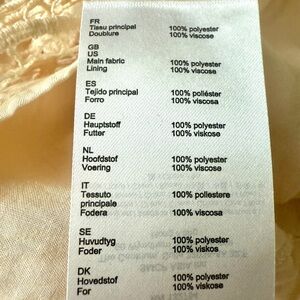 FR
Tissu principal 100% polyester
Doublure 100% viscose
GB
US
Main fabric 100% polyester
Lining 100% viscose
ES
Tejido principal 100% poliéster
Forro 100% viscosa
DE
Hauptstoff 100% polyester
Futter 100% viskose
NL
Hoofdstof 100% polyester
Voering 100% viscose
IT
Tessuto 100% poliestere
principale
Fodera 100% viscosa
SE
Huvudtyg 100% polyester
Foder 100% viskos
DK
Hovedstof 100% polyester
For 100% viskose